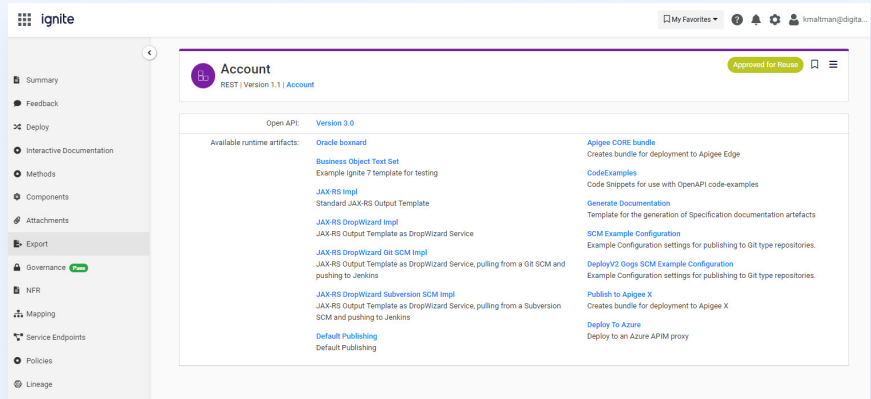 ignite
My Favorites
kmaltman@digita...
Summary
Feedback
Deploy
Interactive Documentation
Methods
Components
Attachments
Export
Governance Pass
NFR
Mapping
Service Endpoints
Policies
Lineage
Account
REST | Version 1.1 | Account
Approved for Reuse
Open API: Version 3.0
Available runtime artifacts:
Oracle boxnard
Business Object Text Set
Example Ignite 7 template for testing
JAX-RS Impl
Standard JAX-RS Output Template
JAX-RS DropWizard Impl
JAX-RS Output Template as DropWizard Service
JAX-RS DropWizard Git SCM Impl
JAX-RS Output Template as DropWizard Service, pulling from a Git SCM and
pushing to Jenkins
JAX-RS DropWizard Subversion SCM Impl
JAX-RS Output Template as DropWizard Service, pulling from a Subversion
SCM and pushing to Jenkins
Default Publishing
Default Publishing
Apigee CORE bundle
Creates bundle for deployment to Apigee Edge
CodeExamples
Code Snippets for use with OpenAPI code-examples
Generate Documentation
Template for the generation of Specification documentation artefacts
SCM Example Configuration
Example Configuration settings for publishing to Git type repositories.
DeployV2 Gogs SCM Example Configuration
Example Configuration settings for publishing to Git type repositories.
Publish to Apigee X
Creates bundle for deployment to Apigee X
Deploy To Azure
Deploy to an Azure APIM proxy